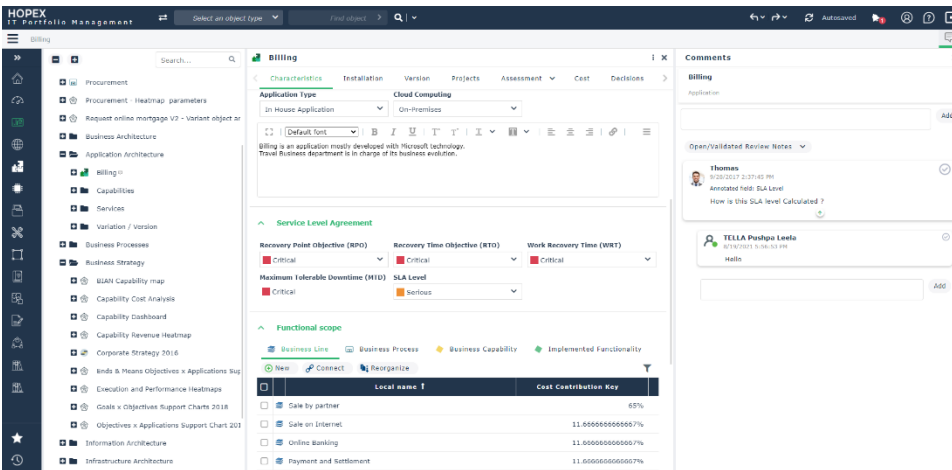 HOPEX
IT Portfolio Management
Select an object type
Find object
Autosaved
Billing
Search...
Procurement
Procurement - Heatmap parameters
Request online mortgage V2 - Variant object ar
Business Architecture
Application Architecture
Billing
Capabilities
Services
Variation / Version
Business Processes
Business Strategy
BIAN Capability map
Capability Cost Analysis
Capability Dashboard
Capability Revenue Heatmap
Corporate Strategy 2016
Ends & Means Objectives x Applications Sup
Execution and Performance Heatmaps
Goals x Objectives Support Charts 2018
Objectives x Applications Support Chart 201
Information Architecture
Infrastructure Architecture
Billing
Characteristics Installation Version Projects Assessment Cost Decisions
Application Type Cloud Computing
In House Application On-Premises
Default font B I U
Billing is an application mostly developed with Microsoft technology.
Travel Business department is in charge of its business evolution.
Service Level Agreement
Recovery Point Objective (RPO) Recovery Time Objective (RTO) Work Recovery Time (WRT)
Critical Critical Critical
Maximum Tolerable Downtime (MTD) SLA Level
Critical Serious
Functional scope
Business Line Business Process Business Capability Implemented Functionality
New Connect Reorganize
Local name ↑ Cost Contribution Key
Sale by partner 65%
Sale on Internet 11.6666666666667%
Online Banking 11.6666666666667%
Payment and Settlement 11.6666666666667%
Comments
Billing
Application
Add
Open/Validated Review Notes
Thomas
9/20/2017 2:37:42 PM
Annotated field: SLA Level
How is this SLA level Calculated ?
TELLA Pushpa Leela
8/19/2021 5:56:53 PM
Hello
Add